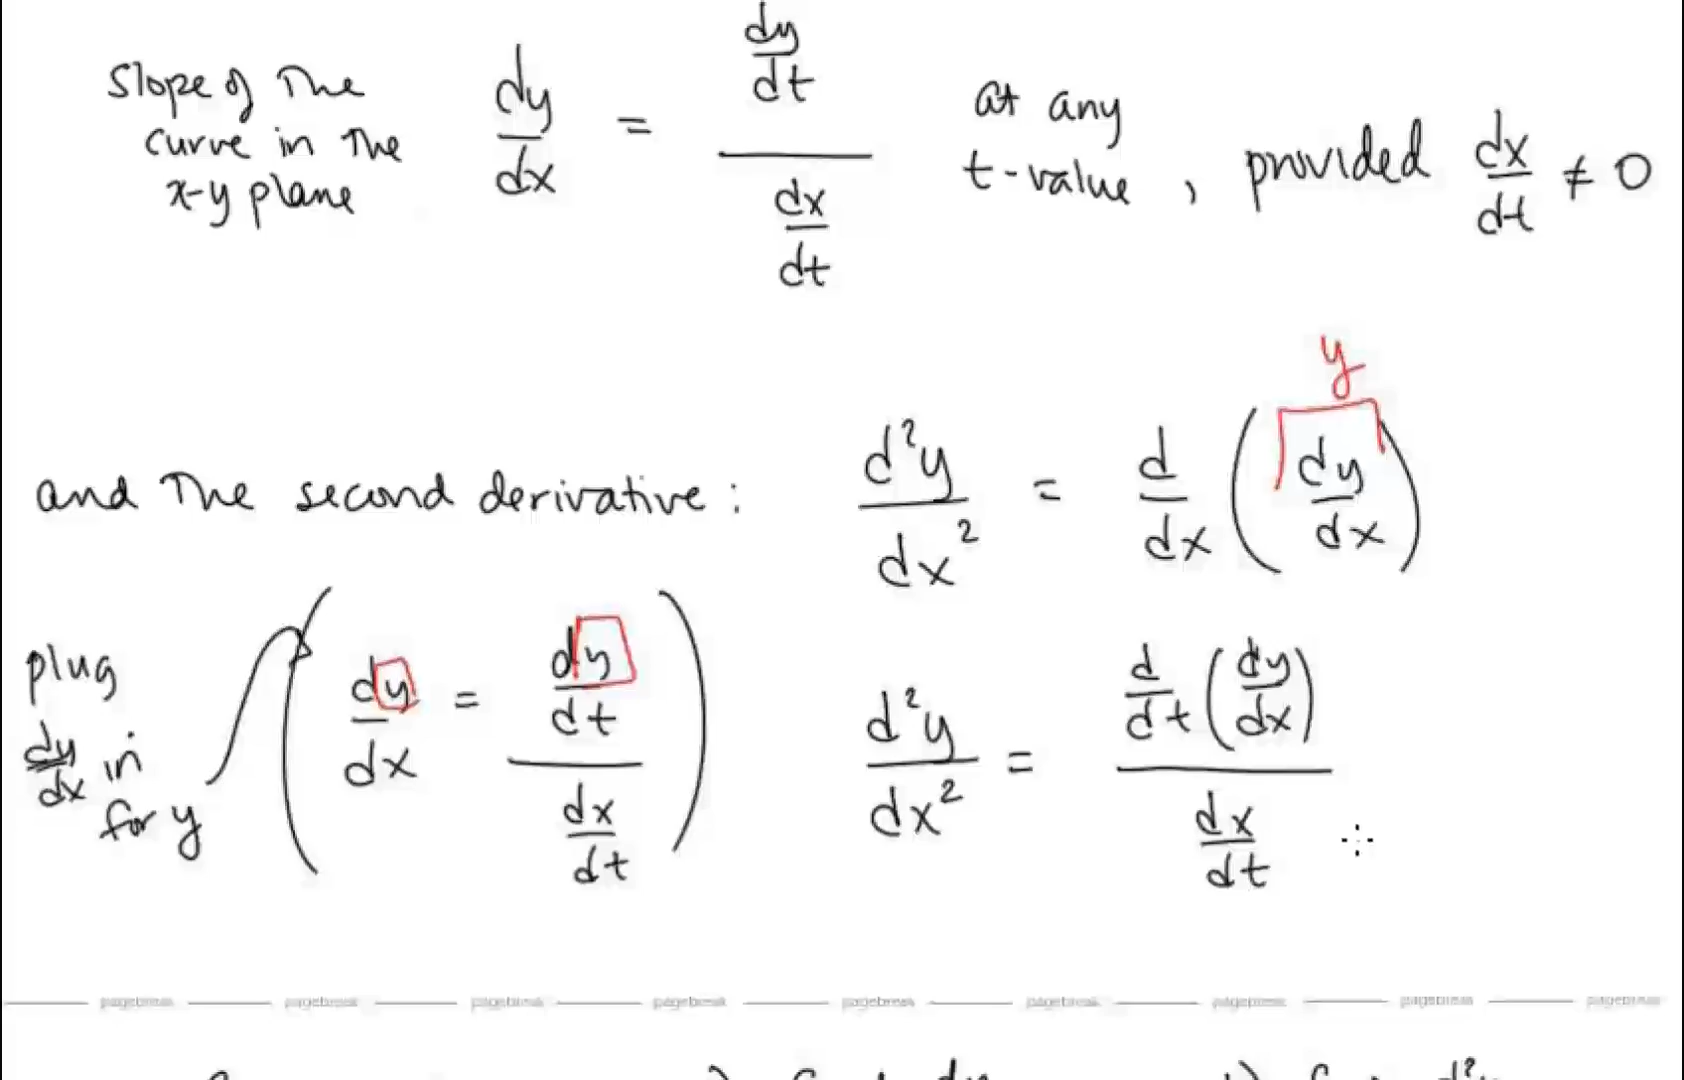 Slope of The
curve in The
x-y plane
dy/dx = (dy/dt)/(dx/dt)
at any
t-value, provided dx/dt ≠ 0
y
and The second derivative: d²y/dx² = d/dx (dy/dx)
plug
dy/dx in
for y
(dy/dx = (dy/dt)/(dx/dt))
d²y/dx² = (d/dt (dy/dx))/(dx/dt)
pagebreak pagebreak pagebreak pagebreak pagebreak pagebreak pagebreak pagebreak pagebreak